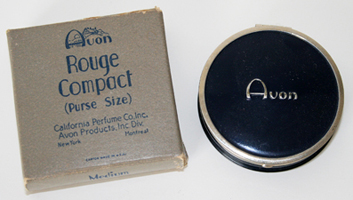 Avon
Rouge
Compact
(Purse Size)
California Perfume Co., Inc.
Avon Products, Inc. Div.
New York Montreal
Avon